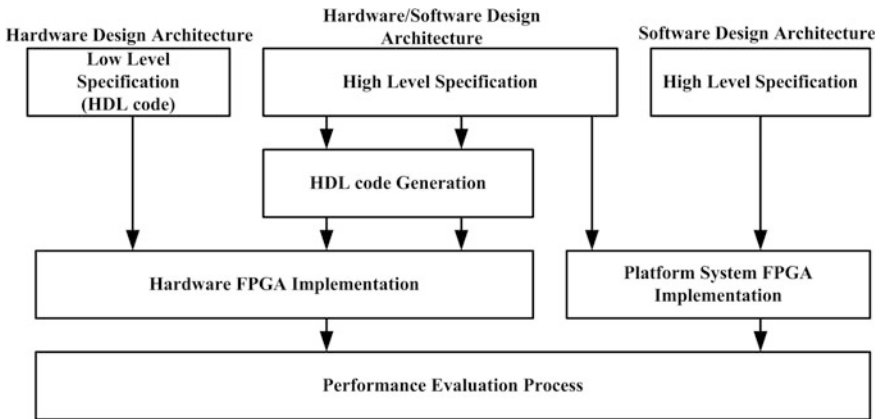 Hardware Design Architecture
Hardware/Software Design
Architecture
Software Design Architecture
Low Level
Specification
(HDL code)
High Level Specification
High Level Specification
HDL code Generation
Hardware FPGA Implementation
Platform System FPGA
Implementation
Performance Evaluation Process